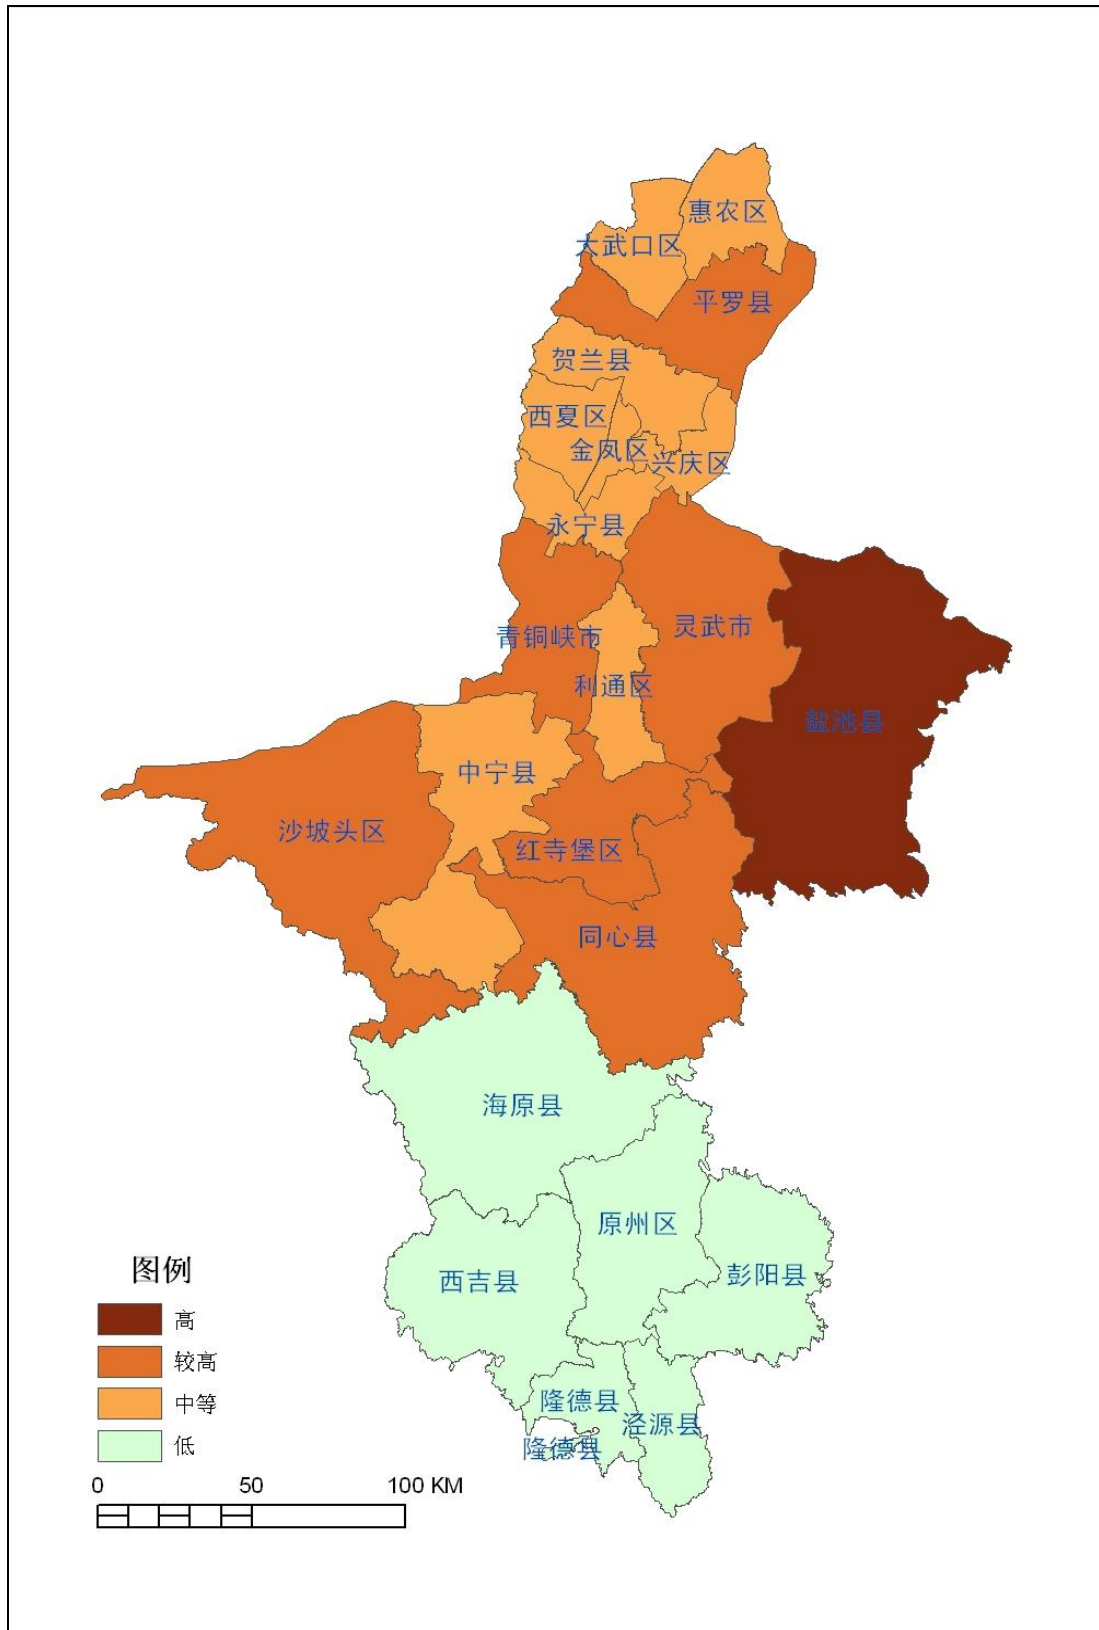 惠农区
大武口区
平罗县
贺兰县
西夏区
金凤区
兴庆区
永宁县
灵武市
青铜峡市
利通区
盐池县
中宁县
沙坡头区
红寺堡区
同心县
海原县
原州区
彭阳县
西吉县
隆德县
泾源县
隆德县
图例
高
较高
中等
低
0 50 100 KM